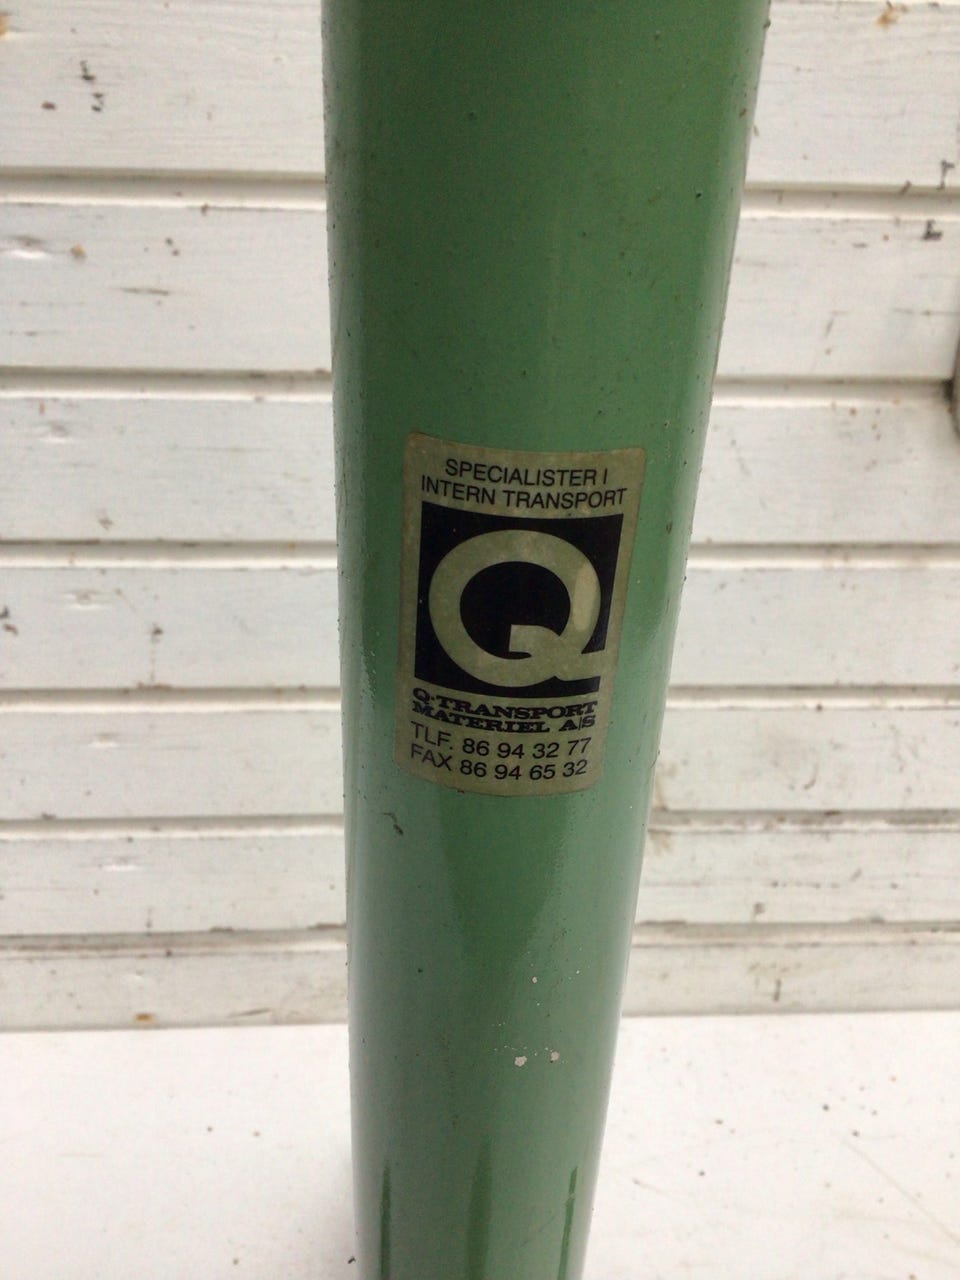 SPECIALISTER I
INTERN TRANSPORT
Q
Q-TRANSPORT
MATERIEL A/S
TLF. 86 94 32 77
FAX 86 94 65 32